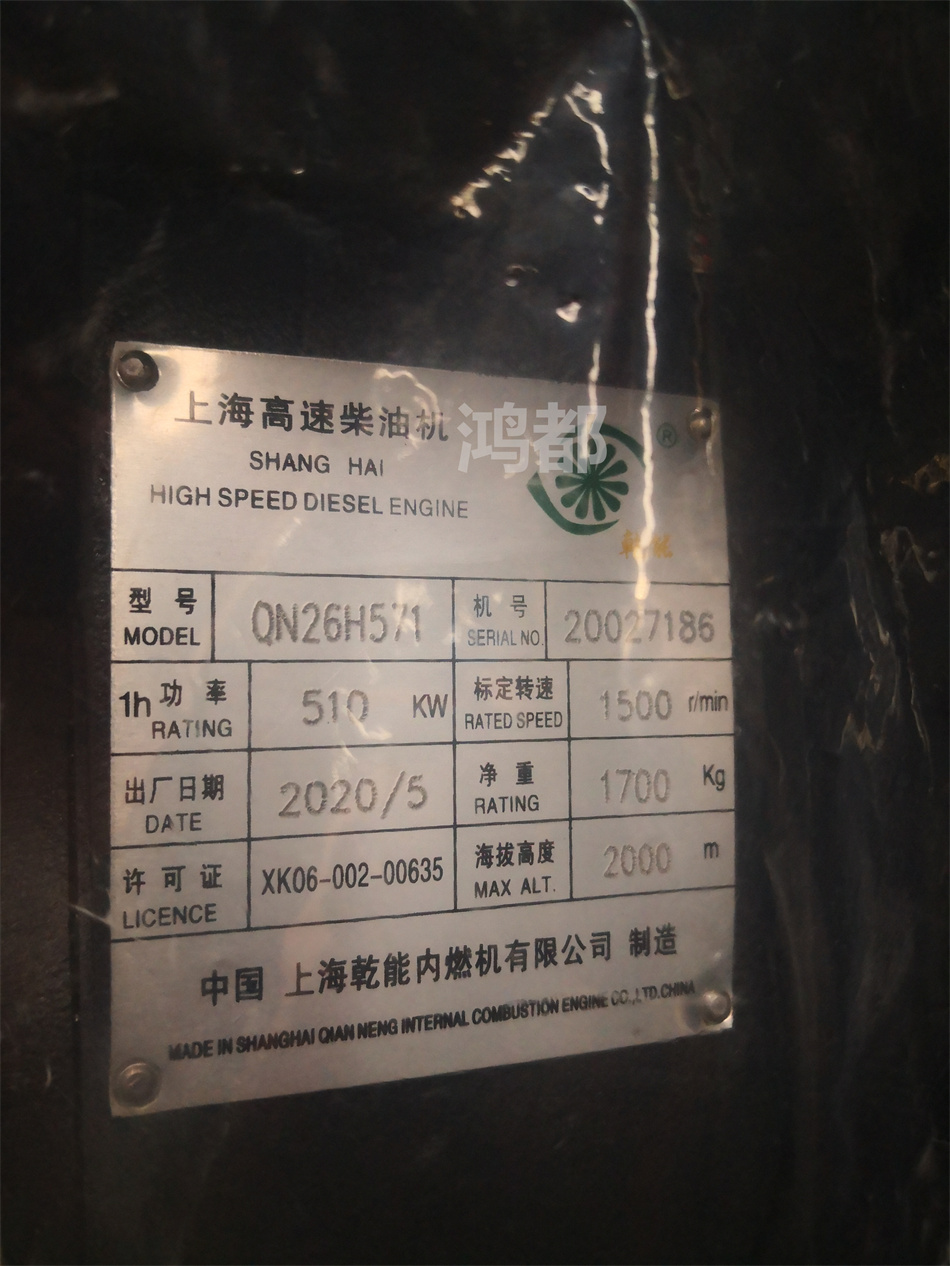 上海高速柴油机
鸿都
®
SHANG HAI
HIGH SPEED DIESEL ENGINE
乾能
型 号 QN26H571 机 号 20027186
MODEL SERIAL NO.
1h 功 率 510 KW 标定转速 1500 r/min
RATING RATED SPEED
出厂日期 2020/5 净 重 1700 Kg
DATE RATING
许 可 证 XK06-002-00635 海拔高度 2000 m
LICENCE MAX ALT.
中国 上海乾能内燃机有限公司 制造
MADE IN SHANGHAI QIAN NENG INTERNAL COMBUSTION ENGINE CO.,LTD.CHINA